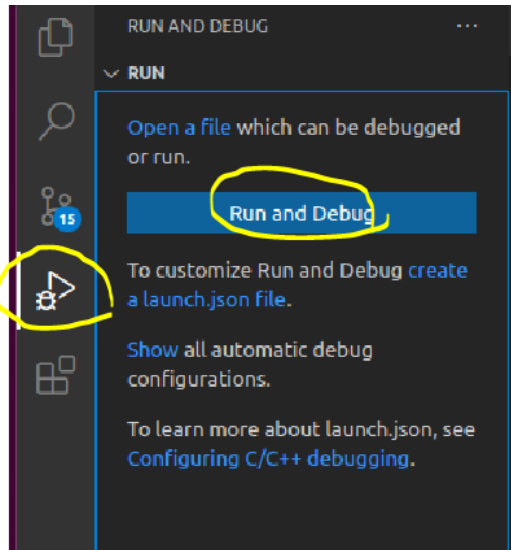 RUN AND DEBUG
RUN
Open a file which can be debugged
or run.
15
Run and Debug
To customize Run and Debug create
a launch.json file.
Show all automatic debug
configurations.
To learn more about launch.json, see
Configuring C/C++ debugging.